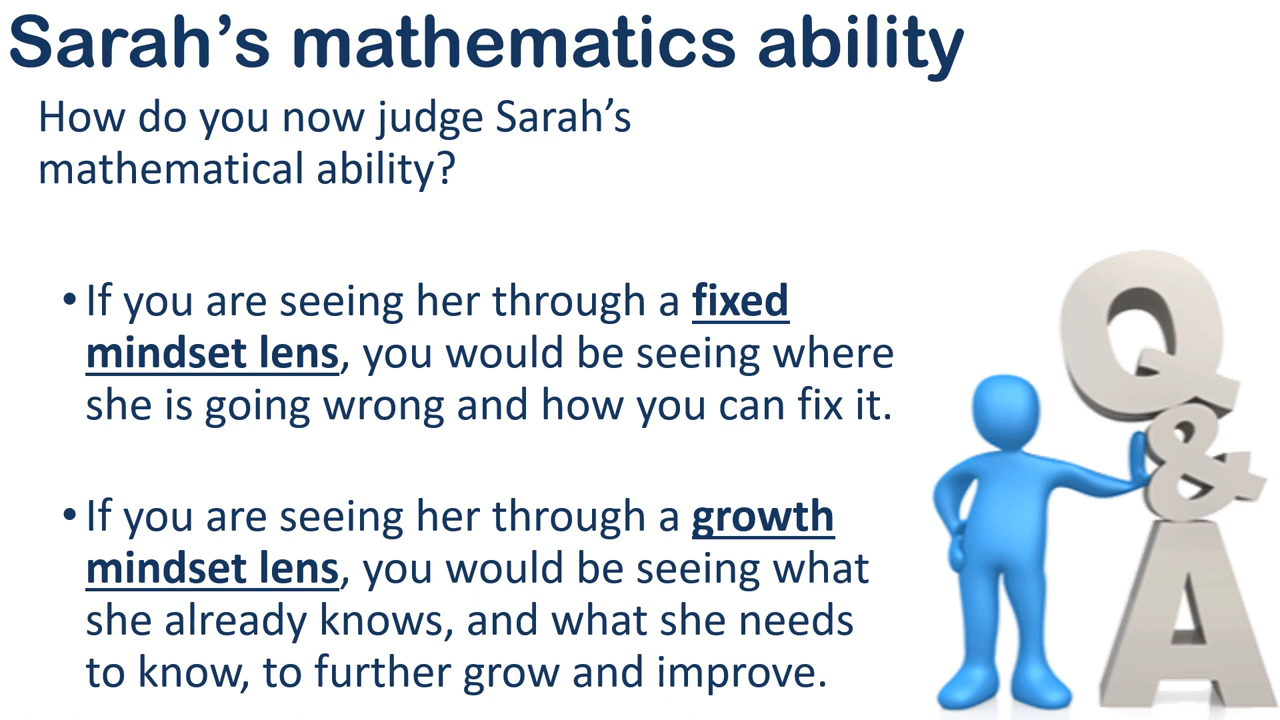 Sarah’s mathematics ability
How do you now judge Sarah’s
mathematical ability?
• If you are seeing her through a fixed
mindset lens, you would be seeing where
she is going wrong and how you can fix it.
• If you are seeing her through a growth
mindset lens, you would be seeing what
she already knows, and what she needs
to know, to further grow and improve.
Q
&
A